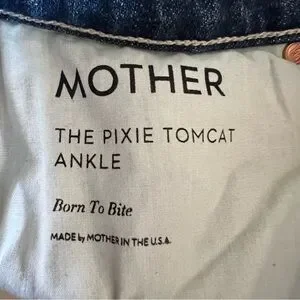 MOTHER
THE PIXIE TOMCAT
ANKLE
Born To Bite
MADE by MOTHER IN THE U.S.A.